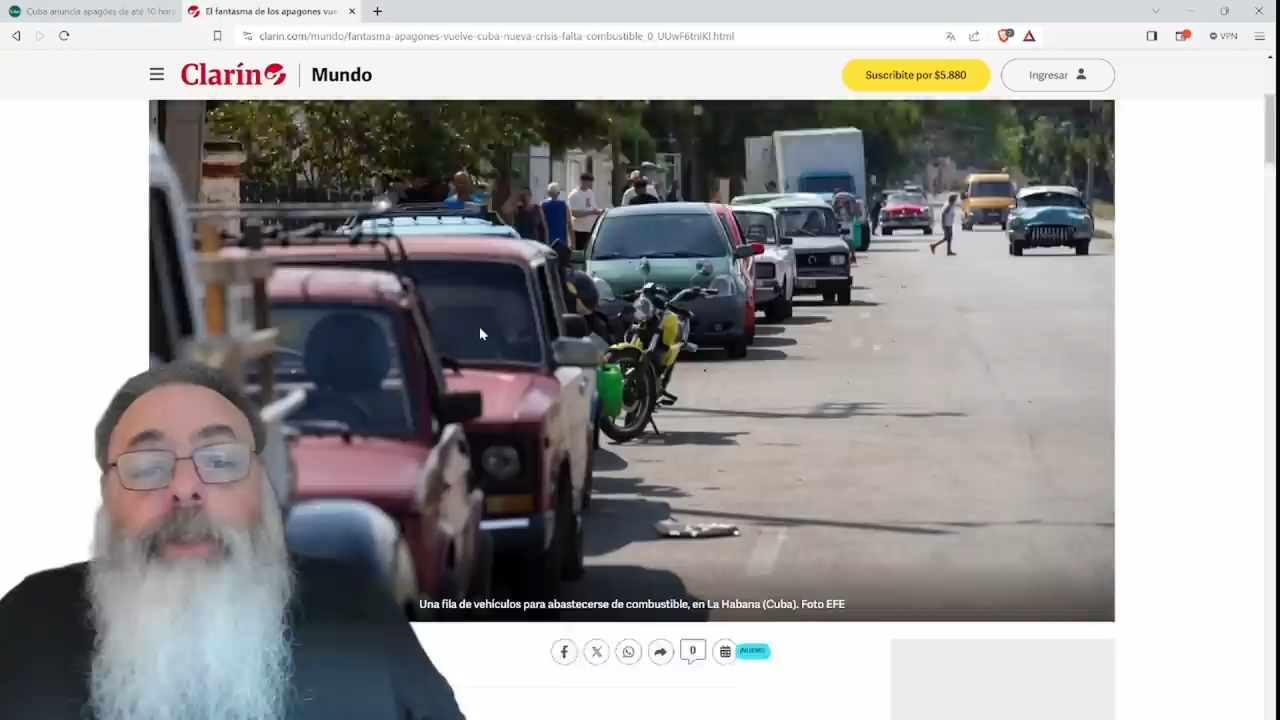 Cuba anuncia apagões de até 10 hora
El fantasma de los apagones vue
clarin.com/mundo/fantasma-apagones-vuelve-cuba-nueva-crisis-falta-combustible_0_UUwF6tnIKl.html
VPN
Clarín
Mundo
Suscribite por $5.880
Ingresar
Una fila de vehículos para abastecerse de combustible, en La Habana (Cuba). Foto EFE
0
¡NUEVO!